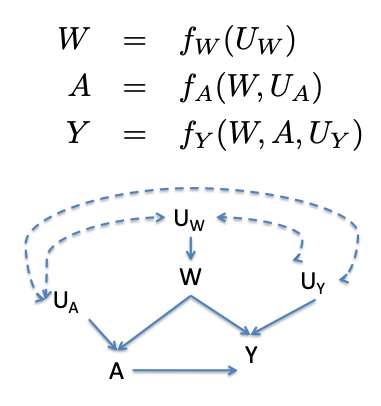 W = f_W(U_W)
A = f_A(W, U_A)
Y = f_Y(W, A, U_Y)
U_W
W
U_Y
U_A
Y
A